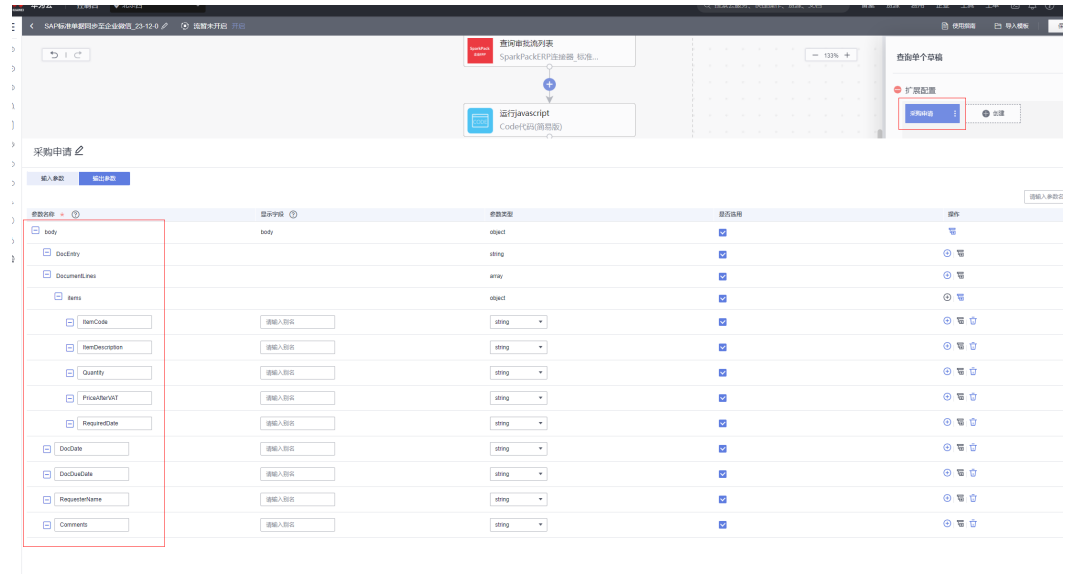 SAP标准单据同步至企业微信_23-12-0
流暂未开启 开启
使用指南
导入模板
查询审批流列表
SparkPackERP连接器_标准...
SparkPack
133%
运行javascript
Code代码(简易版)
CODE
查询单个草稿
扩展配置
采购申请
创建
采购申请
输入参数
输出参数
参数名称 *
显示字段
参数类型
是否启用
操作
body
body
object
DocEntry
string
DocumentLines
array
items
object
ItemCode
请输入别名
string
ItemDescription
请输入别名
string
Quantity
请输入别名
string
PriceAfterVAT
请输入别名
string
RequiredDate
请输入别名
string
DocDate
请输入别名
string
DocDueDate
请输入别名
string
RequesterName
请输入别名
string
Comments
请输入别名
string